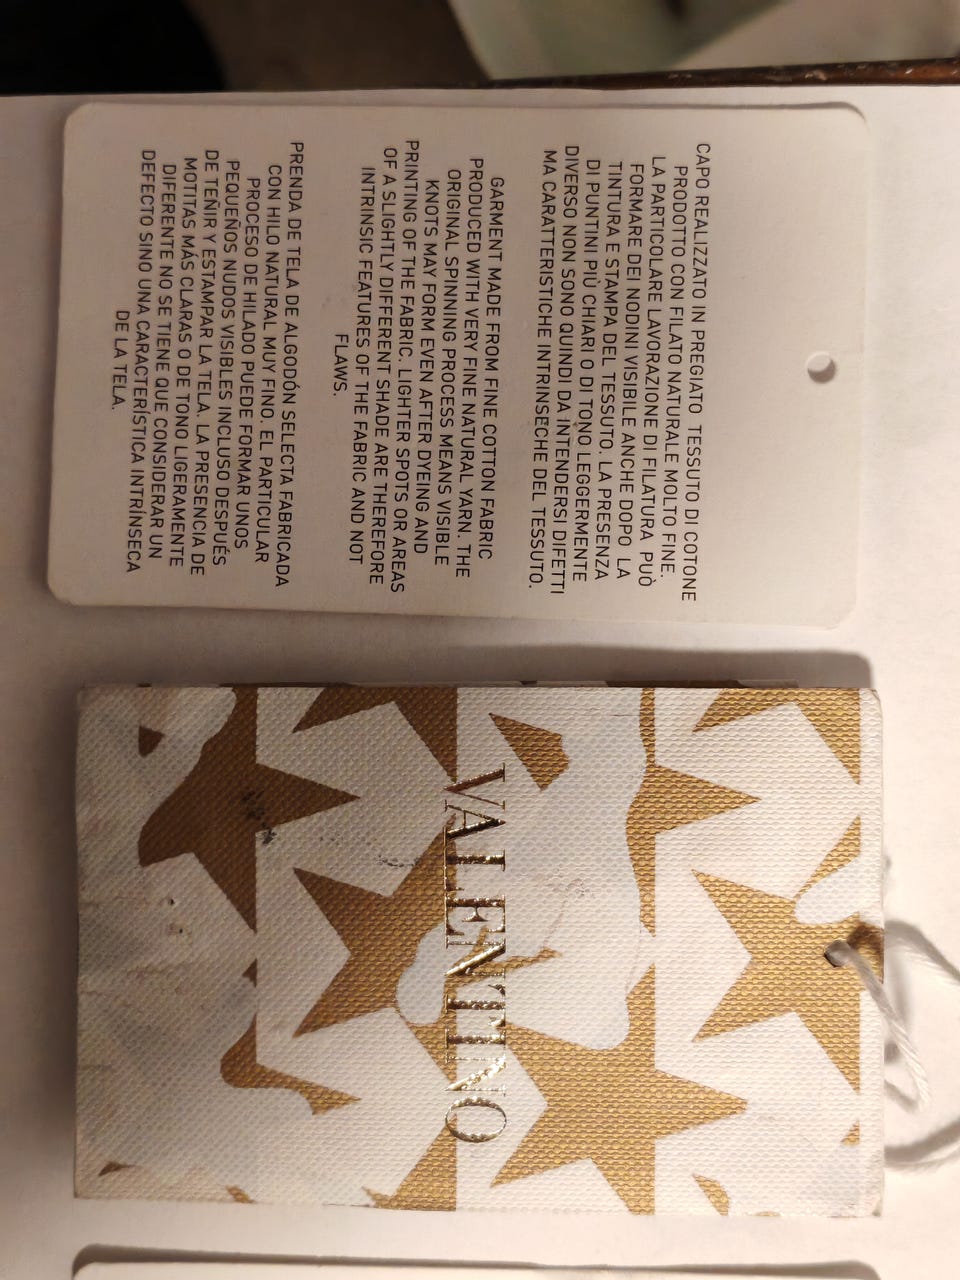 CAPO REALIZZATO IN PREGIATO TESSUTO DI COTONE
PRODOTTO CON FILATO NATURALE MOLTO FINE.
LA PARTICOLARE LAVORAZIONE DI FILATURA PUÒ
FORMARE DEI NODINI VISIBILE ANCHE DOPO LA
TINTURA E STAMPA DEL TESSUTO. LA PRESENZA
DI PUNTINI PIÙ CHIARI O DI TONO LEGGERMENTE
DIVERSO NON SONO QUINDI DA INTENDERSI DIFETTI
MA CARATTERISTICHE INTRINSECHE DEL TESSUTO.
GARMENT MADE FROM FINE COTTON FABRIC
PRODUCED WITH VERY FINE NATURAL YARN. THE
ORIGINAL SPINNING PROCESS MEANS VISIBLE
KNOTS MAY FORM EVEN AFTER DYEING AND
PRINTING OF THE FABRIC. LIGHTER SPOTS OR AREAS
OF A SLIGHTLY DIFFERENT SHADE ARE THEREFORE
INTRINSIC FEATURES OF THE FABRIC AND NOT
FLAWS.
PRENDA DE TELA DE ALGODÓN SELECTA FABRICADA
CON HILO NATURAL MUY FINO. EL PARTICULAR
PROCESO DE HILADO PUEDE FORMAR UNOS
PEQUEÑOS NUDOS VISIBLES INCLUSO DESPUÉS
DE TEÑIR Y ESTAMPAR LA TELA. LA PRESENCIA DE
MOTITAS MÁS CLARAS O DE TONO LIGERAMENTE
DIFERENTE NO SE TIENE QUE CONSIDERAR UN
DEFECTO SINO UNA CARACTERÍSTICA INTRÍNSECA
DE LA TELA.
VALENTINO